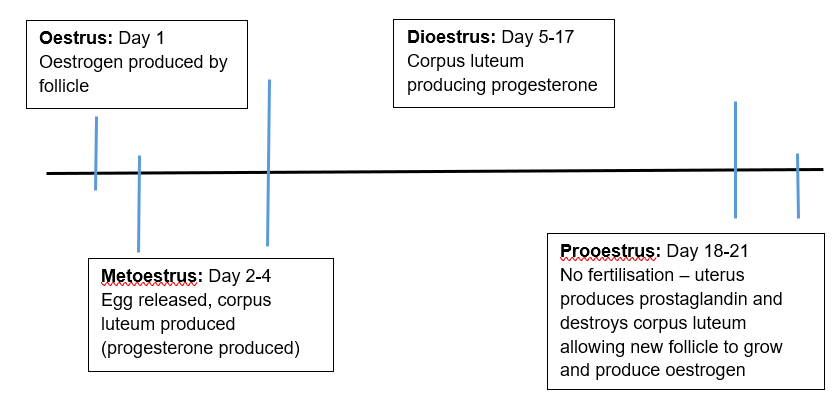 Oestrus: Day 1
Oestrogen produced by
follicle
Dioestrus: Day 5-17
Corpus luteum
producing progesterone
Metoestrus: Day 2-4
Egg released, corpus
luteum produced
(progesterone produced)
Prooestrus: Day 18-21
No fertilisation – uterus
produces prostaglandin and
destroys corpus luteum
allowing new follicle to grow
and produce oestrogen